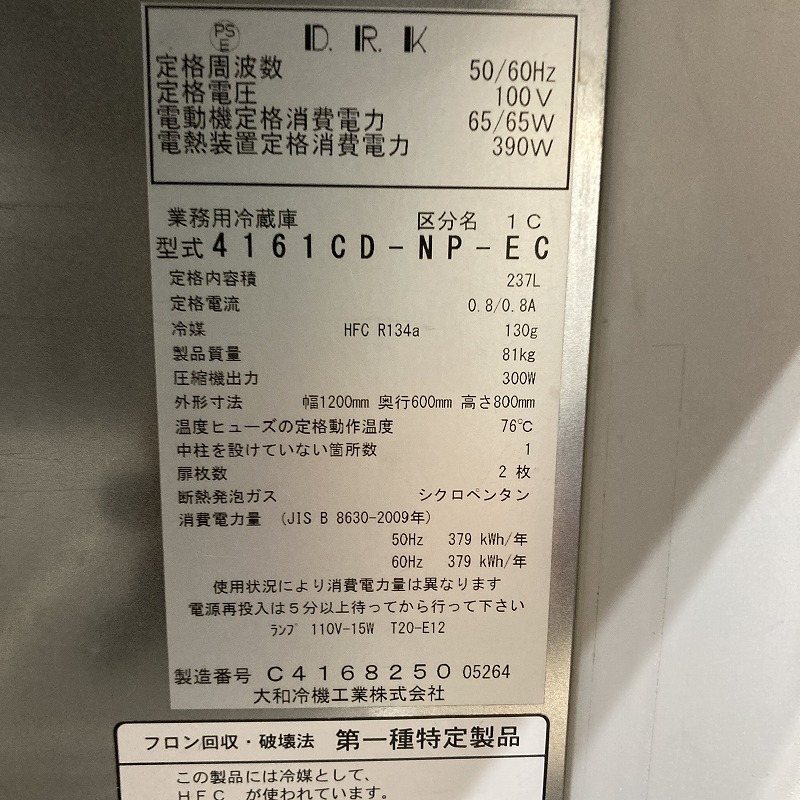 PS
E
D.R.K
定格周波数 50/60Hz
定格電圧 100V
電動機定格消費電力 65/65W
電熱装置定格消費電力 390W
業務用冷蔵庫 区分名 1C
型式 4161CD-NP-EC
定格内容積 237L
定格電流 0.8/0.8A
冷媒 HFC R134a 130g
製品質量 81kg
圧縮機出力 300W
外形寸法 幅1200mm 奥行600mm 高さ800mm
温度ヒューズの定格動作温度 76℃
中柱を設けていない箇所数 1
扉枚数 2 枚
断熱発泡ガス シクロペンタン
消費電力量 (JIS B 8630-2009年)
50Hz 379 kWh/年
60Hz 379 kWh/年
使用状況により消費電力量は異なります
電源再投入は5分以上待ってから行って下さい
ﾗﾝﾌﾟ 110V-15W T20-E12
製造番号 C4168250 05264
大和冷機工業株式会社
フロン回収・破壊法 第一種特定製品
この製品には冷媒として、
HFC が使われています。